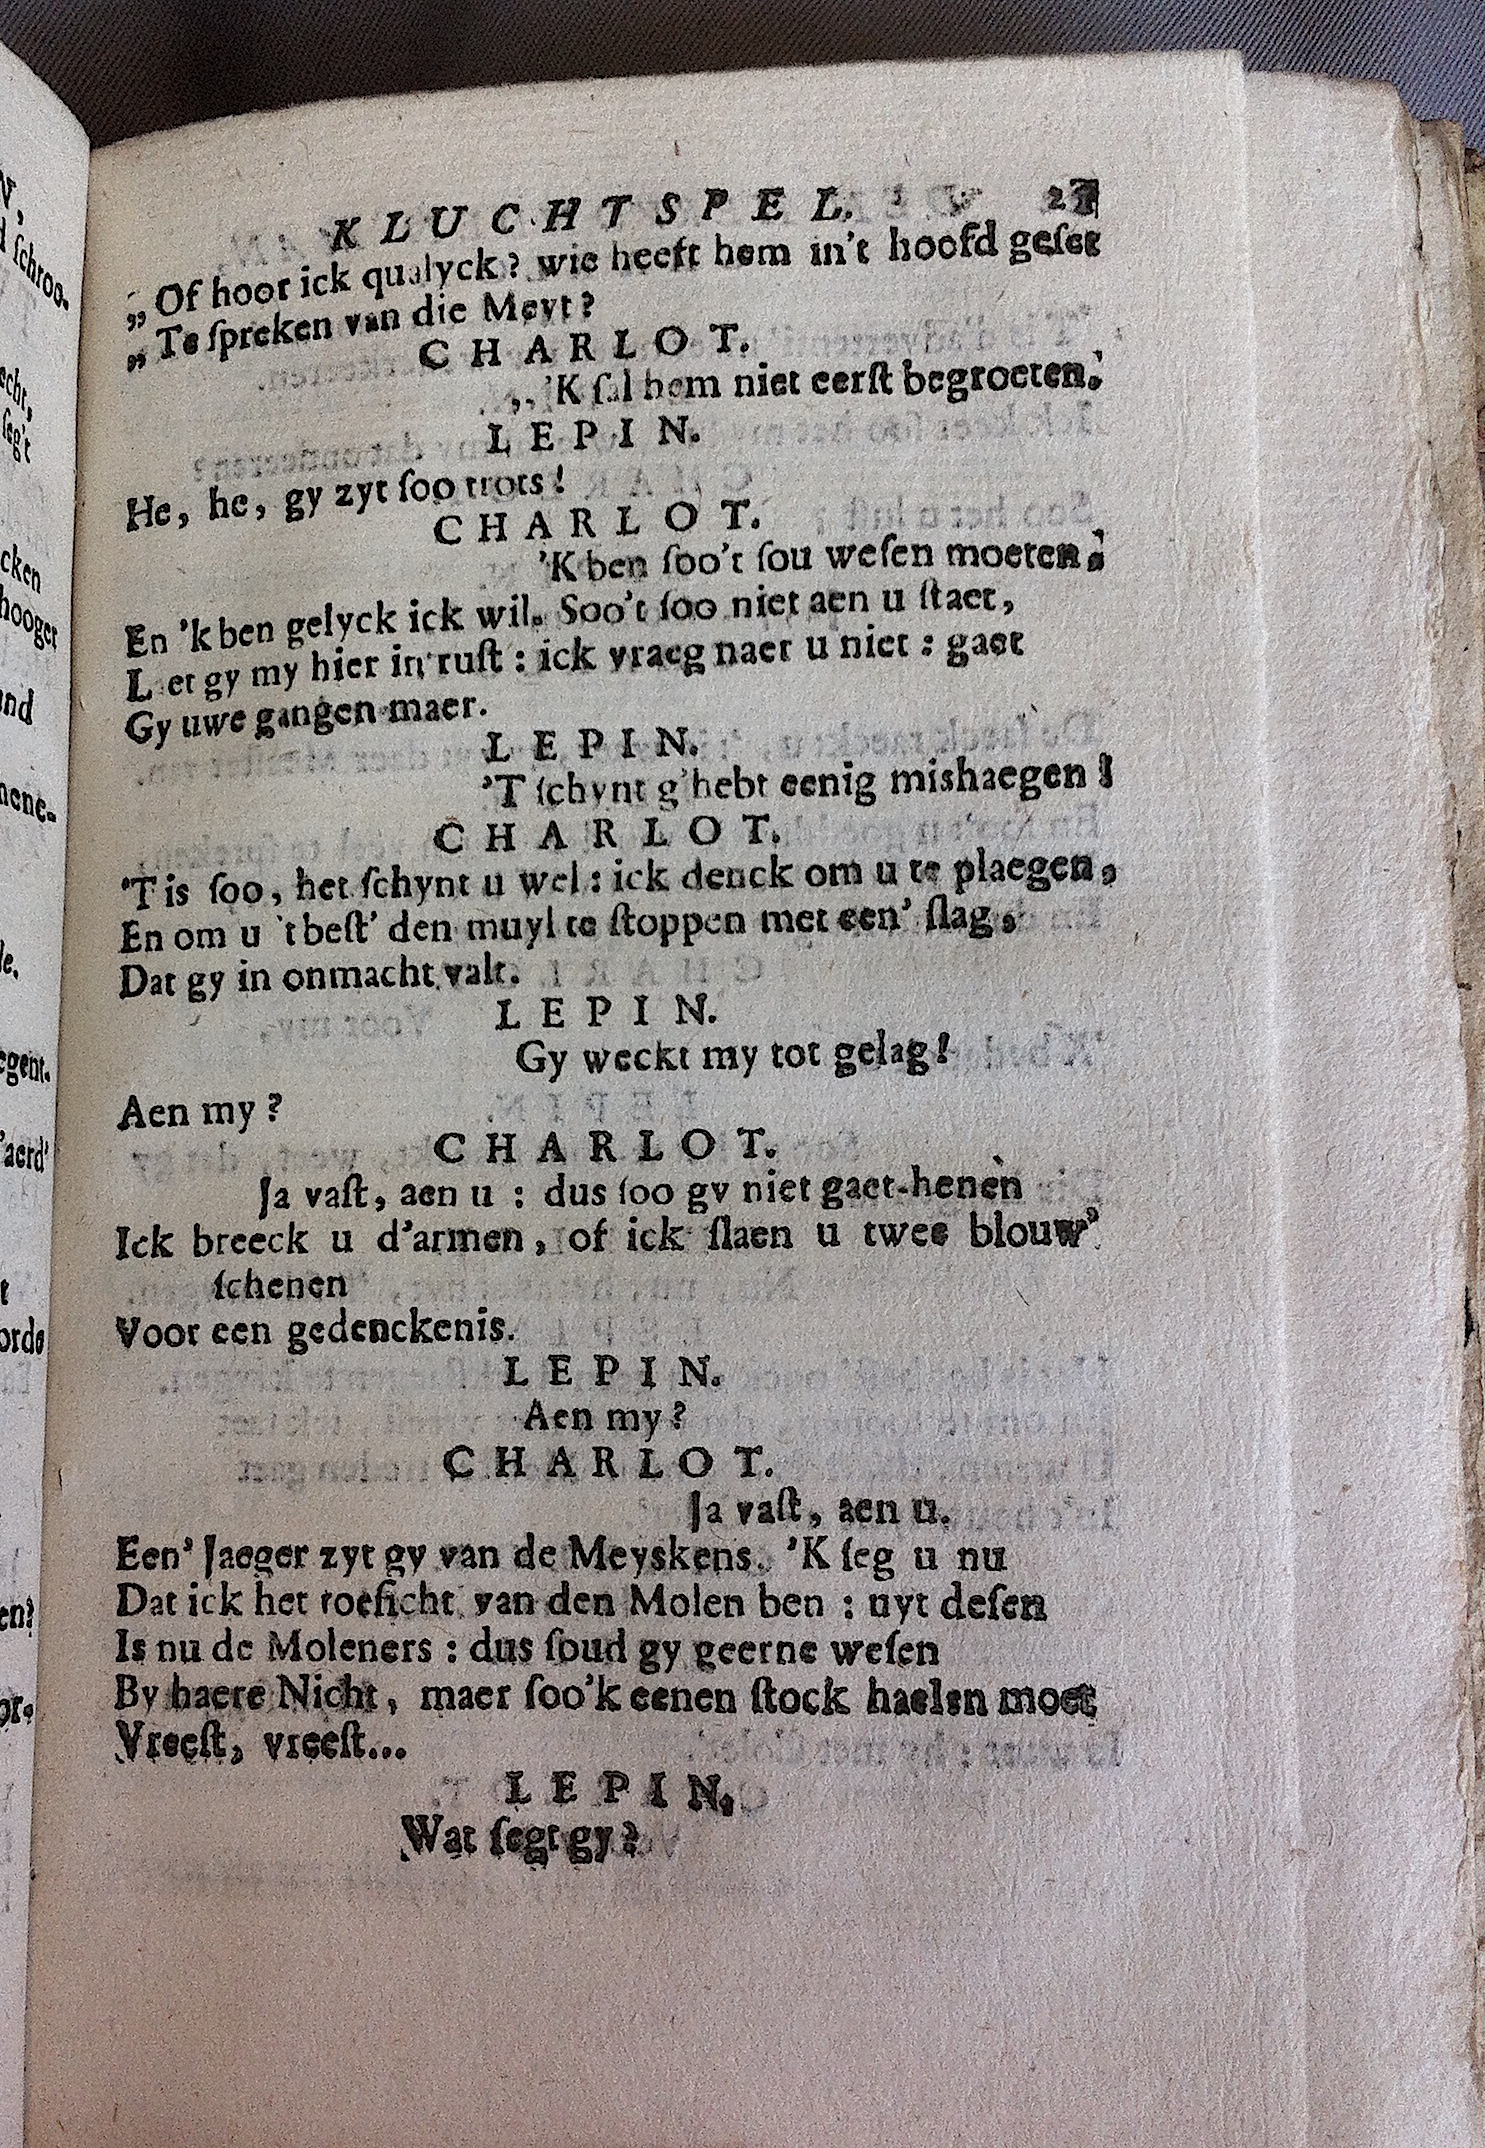 KLUCHTSPEL. 27
„Of hoor ick qualyck? wie heeft hem in't hoofd geſet
„Te ſpreken van die Meyt?
CHARLOT.
„'K ſal hem niet eerſt begroeten.
LEPIN.
He, he, gy zyt ſoo trots!
CHARLOT.
'K ben ſoo't ſou weſen moeten;
En 'k ben gelyck ick wil. Soo't ſoo niet aen u ſtaet,
Laet gy my hier in ruſt: ick vraeg naer u niet: gaet
Gy uwe gangen maer.
LEPIN.
'T ſchynt g'hebt eenig mishaegen!
CHARLOT.
'T is ſoo, het ſchynt u wel: ick denck om u te plaegen,
En om u 't beſt' den muyl te ſtoppen met een' ſlag,
Dat gy in onmacht valt.
LEPIN.
Gy weckt my tot gelag!
Aen my?
CHARLOT.
Ja vaſt, aen u: dus ſoo gy niet gaet-henen
Ick breeck u d'armen, of ick ſlaen u twee blouw'
ſchenen
Voor een gedenckenis.
LEPIN.
Aen my?
CHARLOT.
Ja vaſt, aen u.
Een' Jaeger zyt gy van de Meyskens. 'K ſeg u nu
Dat ick het toeſicht van den Molen ben: uyt deſen
Is nu de Moleners: dus ſoud gy geerne weſen
By haere Nicht, maer ſoo'k eenen ſtock haelen moet
Vreeſt, vreeſt...
LEPIN.
Wat ſegt gy?